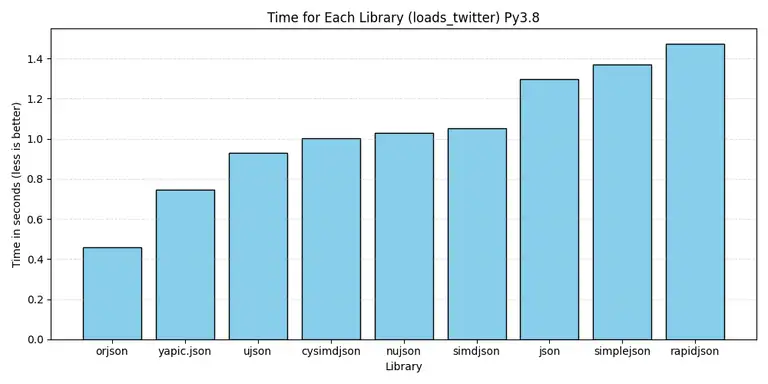 Time for Each Library (loads_twitter) Py3.8
Time in seconds (less is better)
1.4
1.2
1.0
0.8
0.6
0.4
0.2
0.0
orjson yapic.json ujson cysimdjson nujson simdjson json simplejson rapidjson
Library